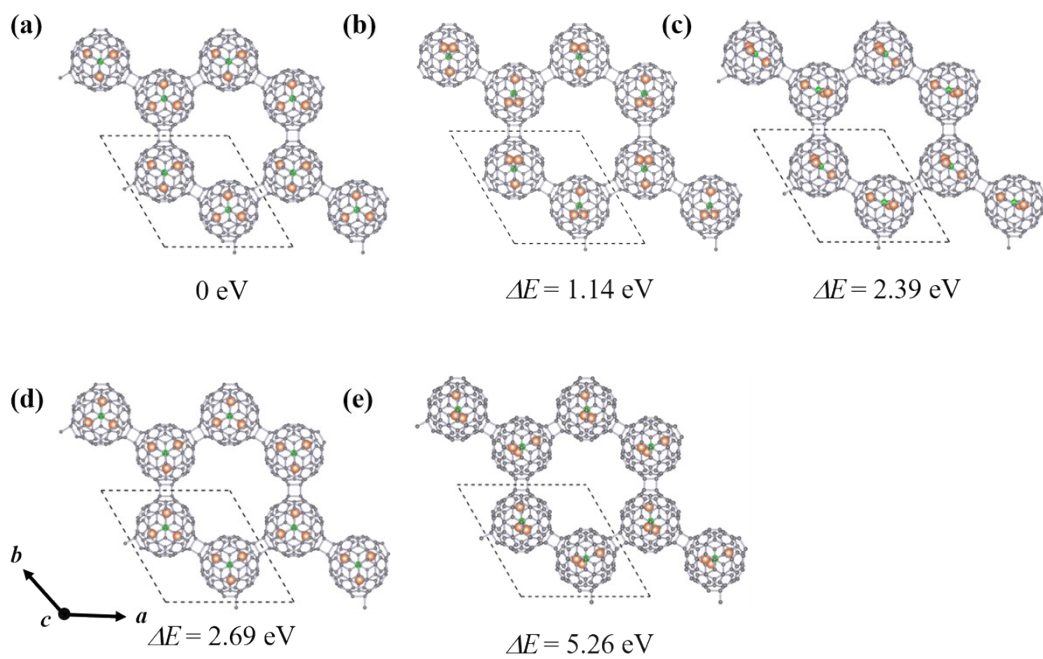 (a)
(b)
(c)
0 eV
ΔE = 1.14 eV
ΔE = 2.39 eV
(d)
(e)
b
c
a
ΔE = 2.69 eV
ΔE = 5.26 eV